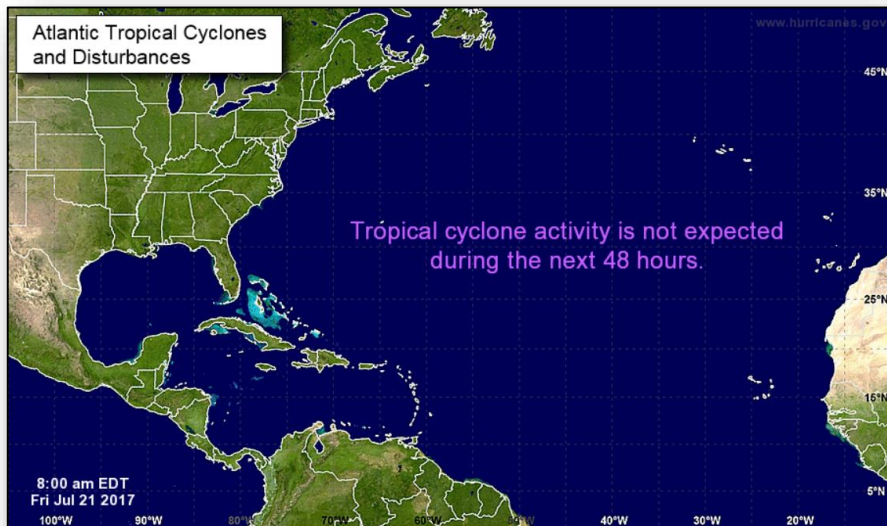 Atlantic Tropical Cyclones
and Disturbances
www.hurricanes.gov
45°N
35°N
Tropical cyclone activity is not expected
during the next 48 hours.
25°N
15°N
8:00 am EDT
Fri Jul 21 2017
5°N
100°W 90°W 80°W 70°W 60°W 50°W 40°W 30°W 20°W